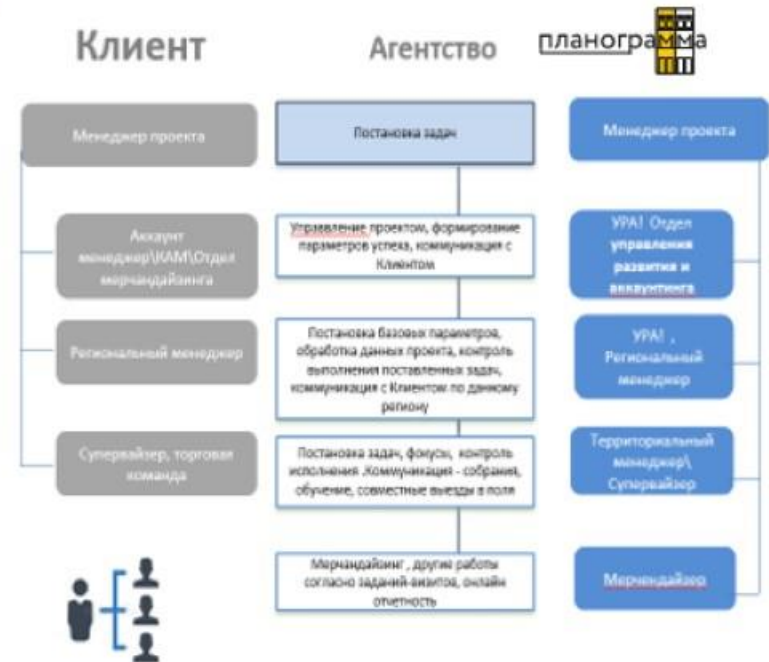 Клиент
Агентство
планограмма
Менеджер проекта
Постановка задач
Менеджер проекта
Аккаунт
менеджер\КАМ\Отдел
мерчандайзинга
Управление проектом, формирование
параметров успеха, коммуникация с
Клиентом
УРА! Отдел
управления
развития и
аккаунтинга
Региональный менеджер
Постановка базовых параметров,
обработка данных проекта, контроль
выполнения поставленных задач,
коммуникация с Клиентом по данному
региону
УРА! ,
Региональный
менеджер
Супервайзер, торговая
команда
Постановка задач, фокусы, контроль
исполнения .Коммуникация - собрания,
обучение, совместные выезды в поля
Территориальный
менеджер\
Супервайзер
Мерчандайзинг , другие работы
согласно заданий-визитов, онлайн
отчетность
Мерчендайзер